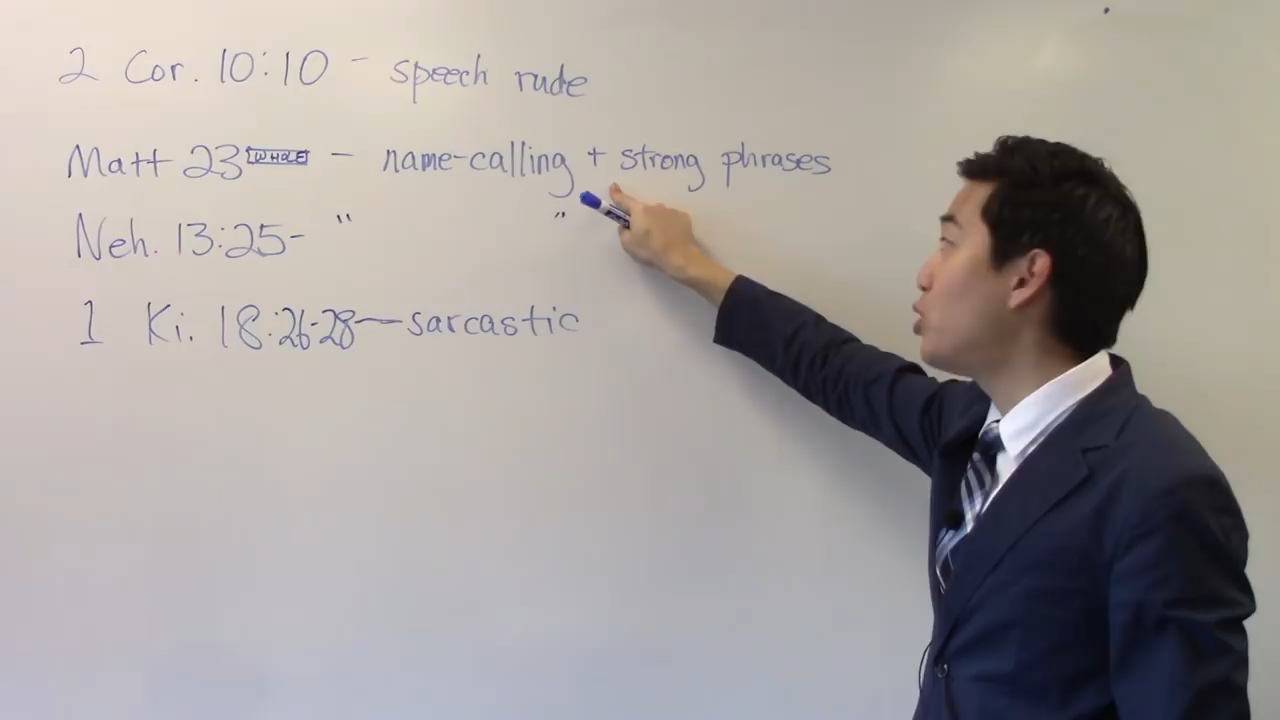 2 Cor. 10:10 - speech rude
Matt 23 WHOLE - name-calling + strong phrases
Neh. 13:25- " "
1 Ki. 18:26-28 - sarcastic